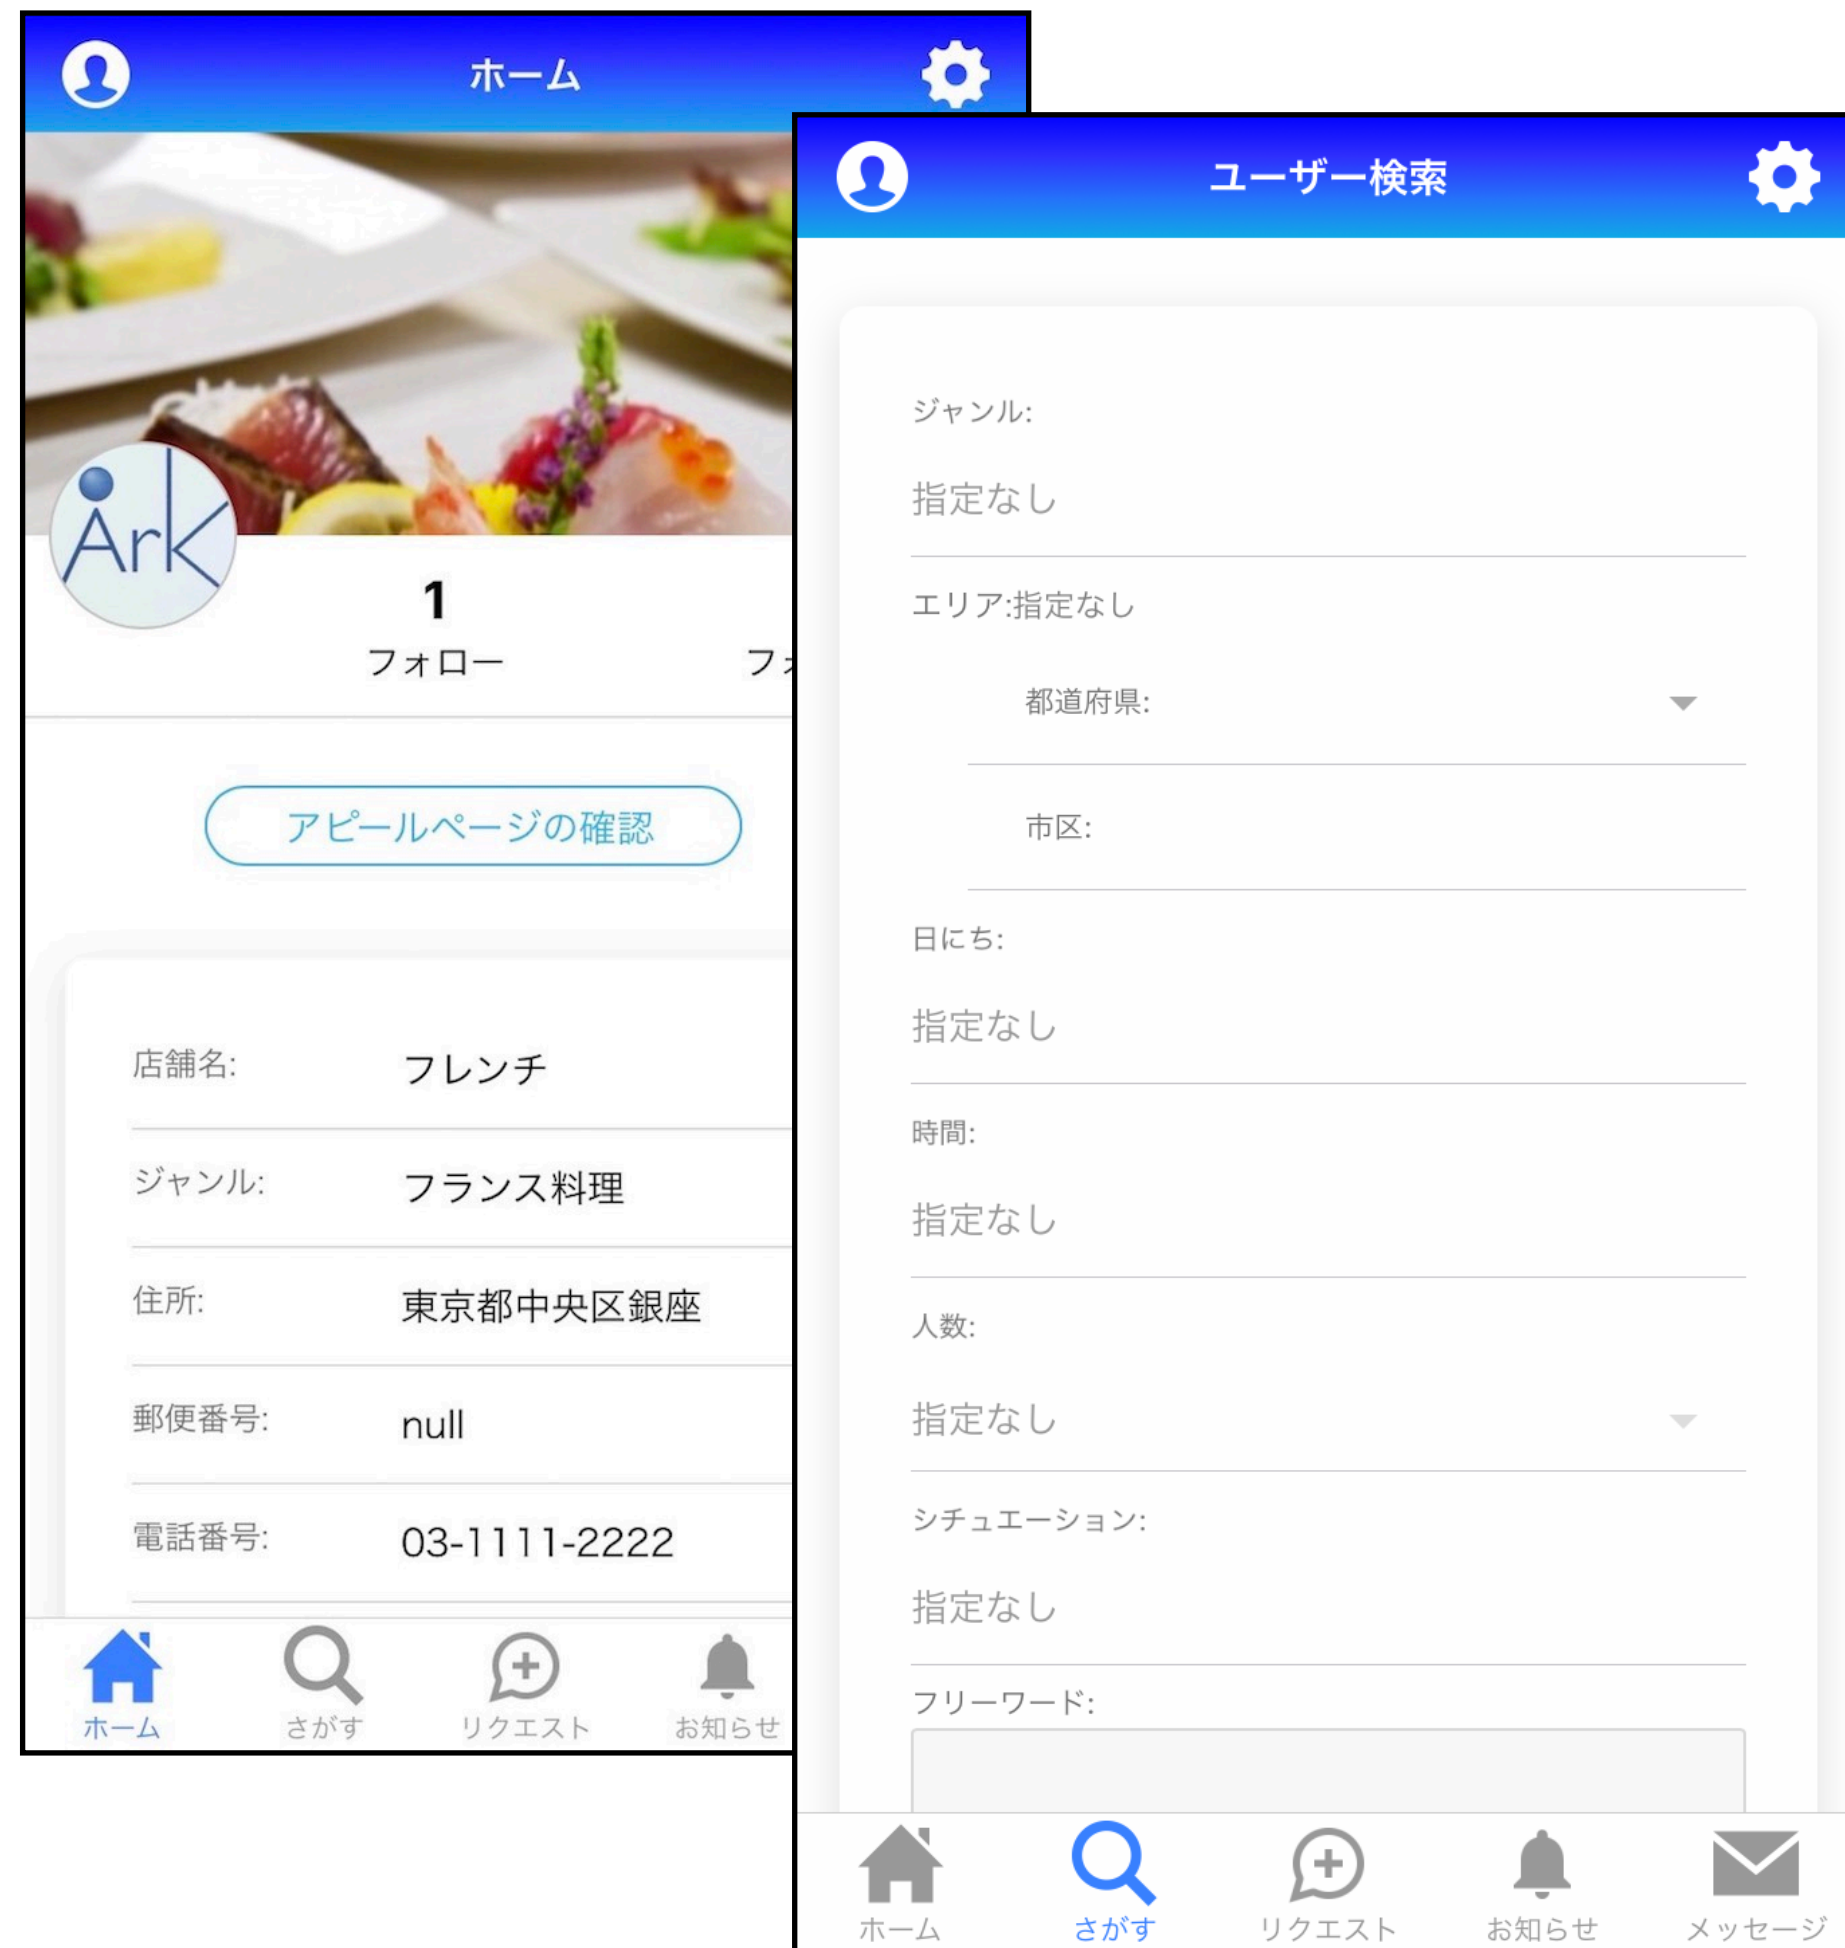 ホーム
Ark
1
フォロー
アピールページの確認
店舗名:
フレンチ
ジャンル:
フランス料理
住所:
東京都中央区銀座
郵便番号:
null
電話番号:
03-1111-2222
ホーム
さがす
リクエスト
お知らせ
ユーザー検索
ジャンル:
指定なし
エリア:指定なし
都道府県:
市区:
日にち:
指定なし
時間:
指定なし
人数:
指定なし
シチュエーション:
指定なし
フリーワード:
ホーム
さがす
リクエスト
お知らせ
メッセージ